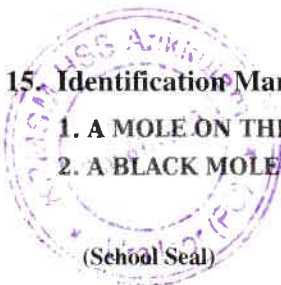 15. Identification Mar
1. A MOLE ON THE
2. A BLACK MOLE
(School Seal)